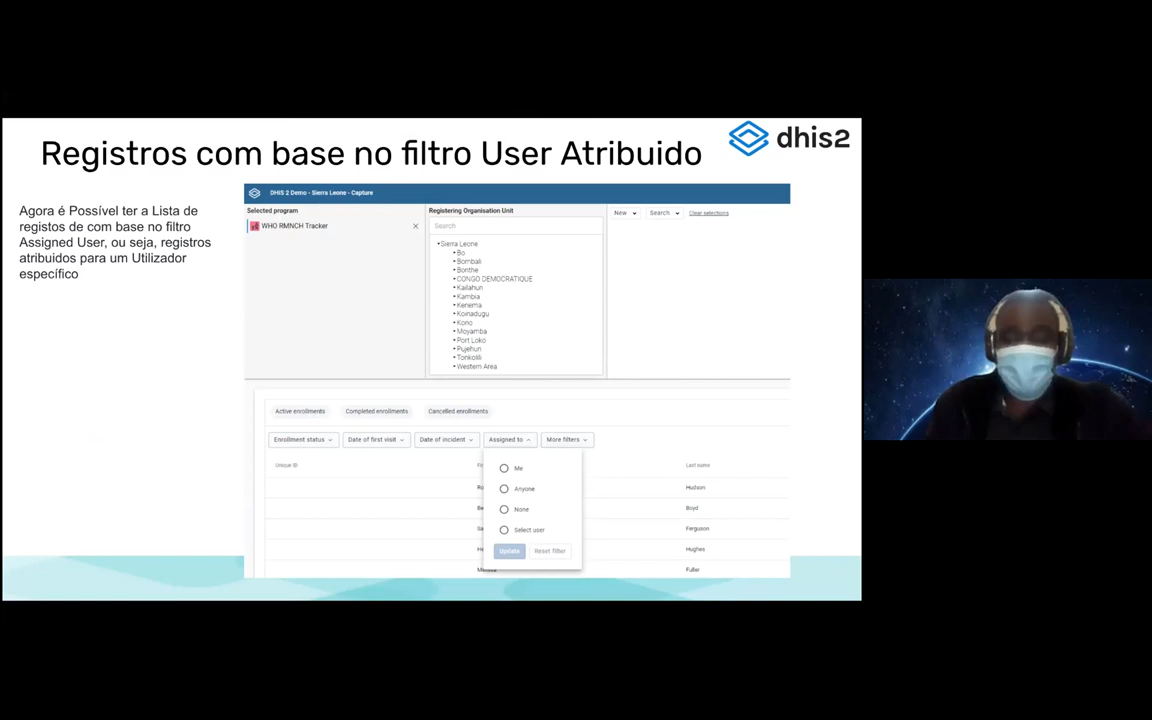 Registros com base no filtro User Atribuido
dhis2
Agora é Possível ter a Lista de
registos de com base no filtro
Assigned User, ou seja, registros
atribuidos para um Utilizador
específico
DHIS 2 Demo - Sierra Leone - Capture
Selected program
WHO RMNCH Tracker
Registering Organisation Unit
Search
Sierra Leone
Bo
Bombali
Bonthe
CONGO DEMOCRATIQUE
Kailahun
Kambia
Kenema
Koinadugu
Kono
Moyamba
Port Loko
Pujehun
Tonkolili
Western Area
New Search Clear selections
Active enrollments Completed enrollments Cancelled enrollments
Enrollment status Date of first visit Date of incident Assigned to More filters
Unique ID Last name
Me
Anyone
None
Select user
Update Reset filter
Hudson
Boyd
Ferguson
Hughes
Fuller